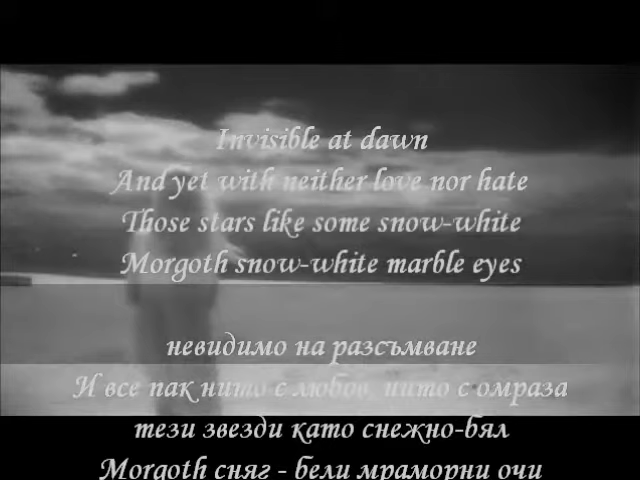 Invisible at dawn
And yet with neither love nor hate
Those stars like some snow-white
Morgoth snow-white marble eyes
невидимо на разсъмване
И все пак нито с любов, нито с омраза
тези звезди като снежно-бял
Morgoth сняг - бели мраморни очи